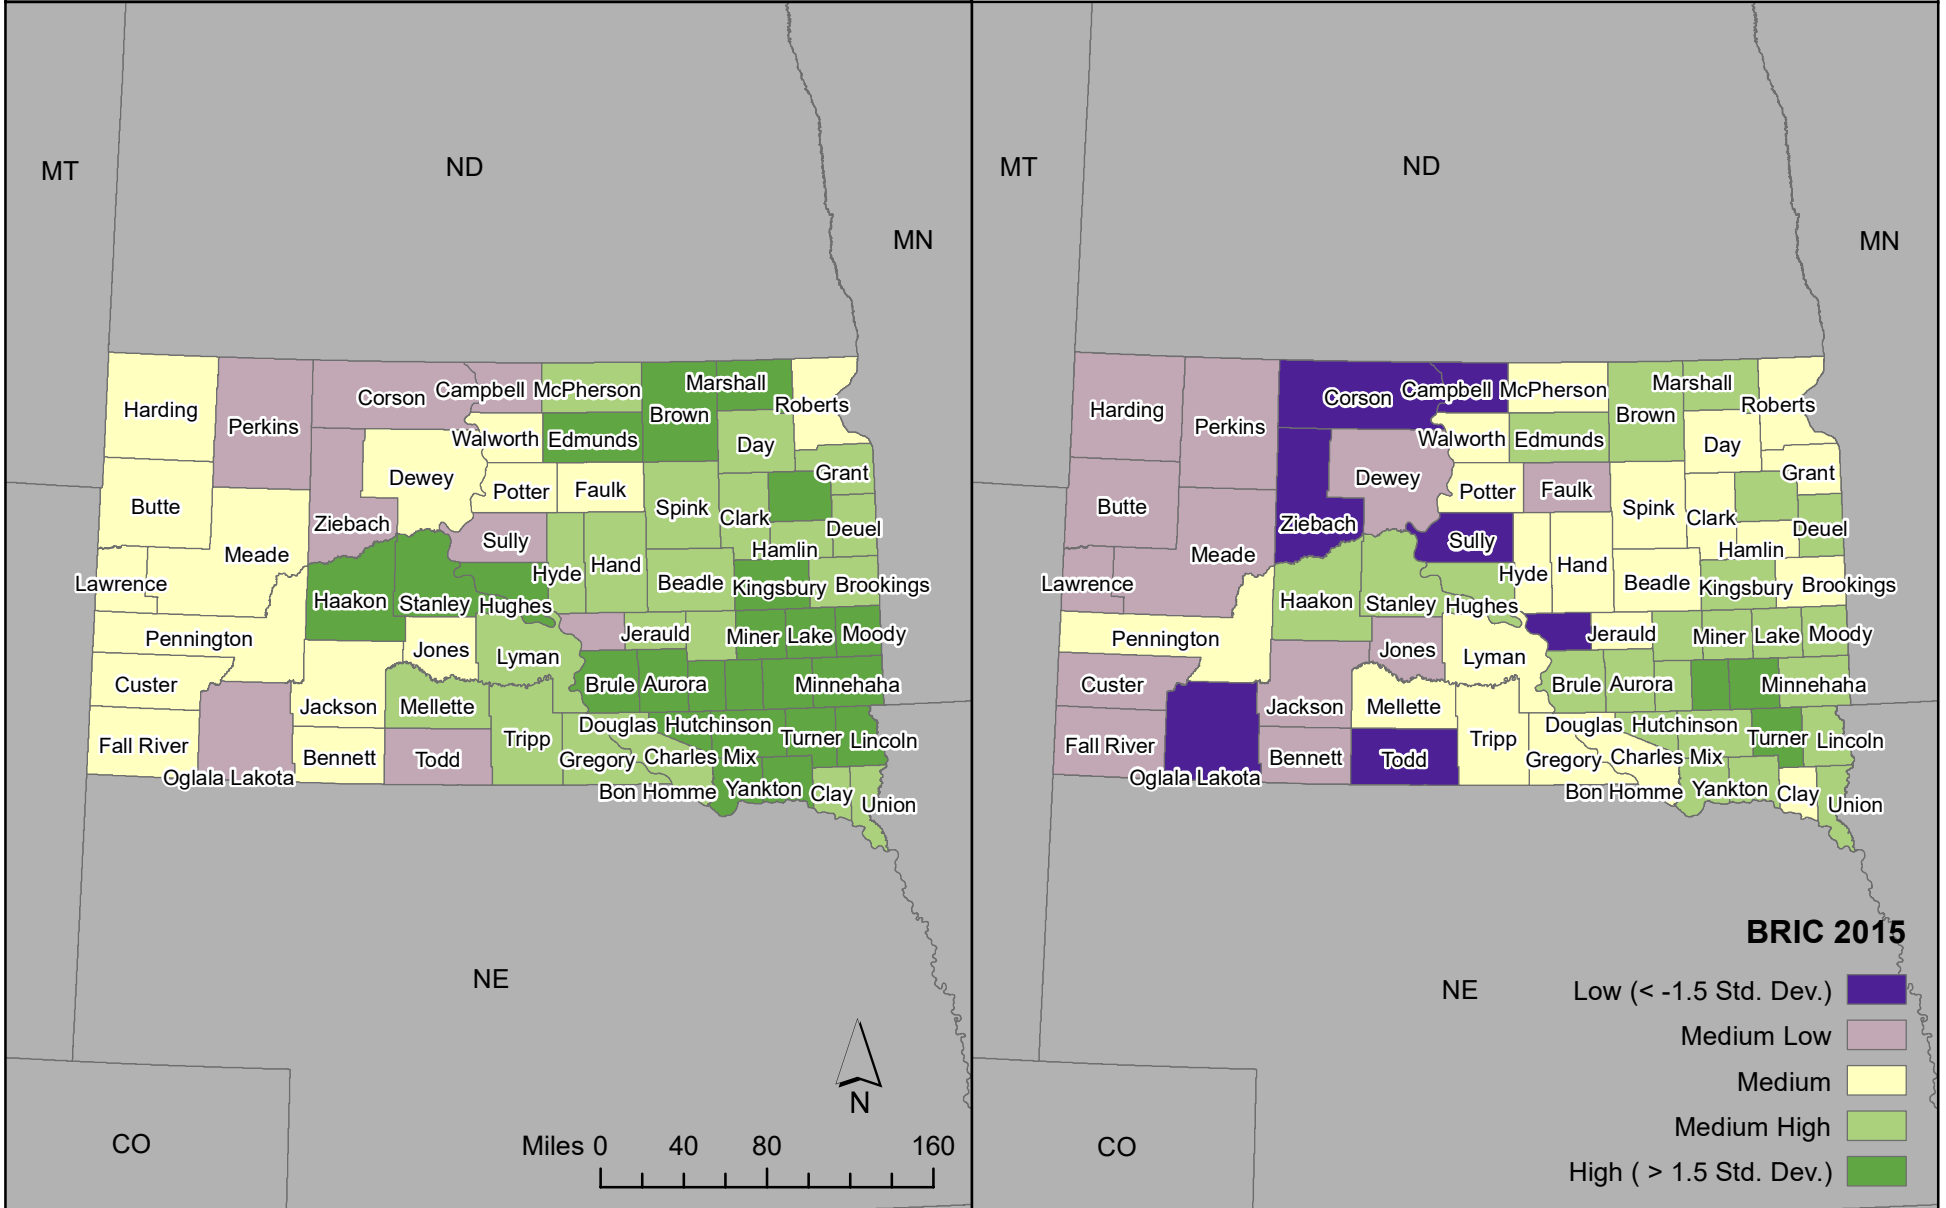 ND
MT
MN
Harding
Perkins
Corson
Campbell
McPherson
Marshall
Brown
Roberts
Walworth
Edmunds
Day
Dewey
Grant
Butte
Potter
Faulk
Spink
Clark
Ziebach
Deuel
Sully
Hamlin
Meade
Hand
Hyde
Lawrence
Beadle
Kingsbury
Brookings
Haakon
Stanley
Hughes
Pennington
Jerauld
Miner
Lake
Moody
Jones
Lyman
Custer
Brule
Aurora
Minnehaha
Jackson
Mellette
Douglas
Hutchinson
Fall River
Tripp
Turner
Lincoln
Bennett
Todd
Gregory
Charles Mix
Oglala Lakota
Bon Homme
Yankton
Clay
Union
NE
N
CO
Miles 0 40 80 160
ND
MT
MN
Harding
Perkins
Corson
Campbell
McPherson
Marshall
Brown
Roberts
Walworth
Edmunds
Day
Dewey
Grant
Butte
Potter
Faulk
Spink
Clark
Ziebach
Deuel
Sully
Hamlin
Meade
Hand
Hyde
Lawrence
Beadle
Kingsbury
Brookings
Haakon
Stanley
Hughes
Pennington
Jerauld
Miner
Lake
Moody
Jones
Lyman
Custer
Brule
Aurora
Minnehaha
Jackson
Mellette
Douglas
Hutchinson
Fall River
Tripp
Turner
Lincoln
Bennett
Todd
Gregory
Charles Mix
Oglala Lakota
Bon Homme
Yankton
Clay
Union
NE
CO
BRIC 2015
Low (< -1.5 Std. Dev.)
Medium Low
Medium
Medium High
High ( > 1.5 Std. Dev.)